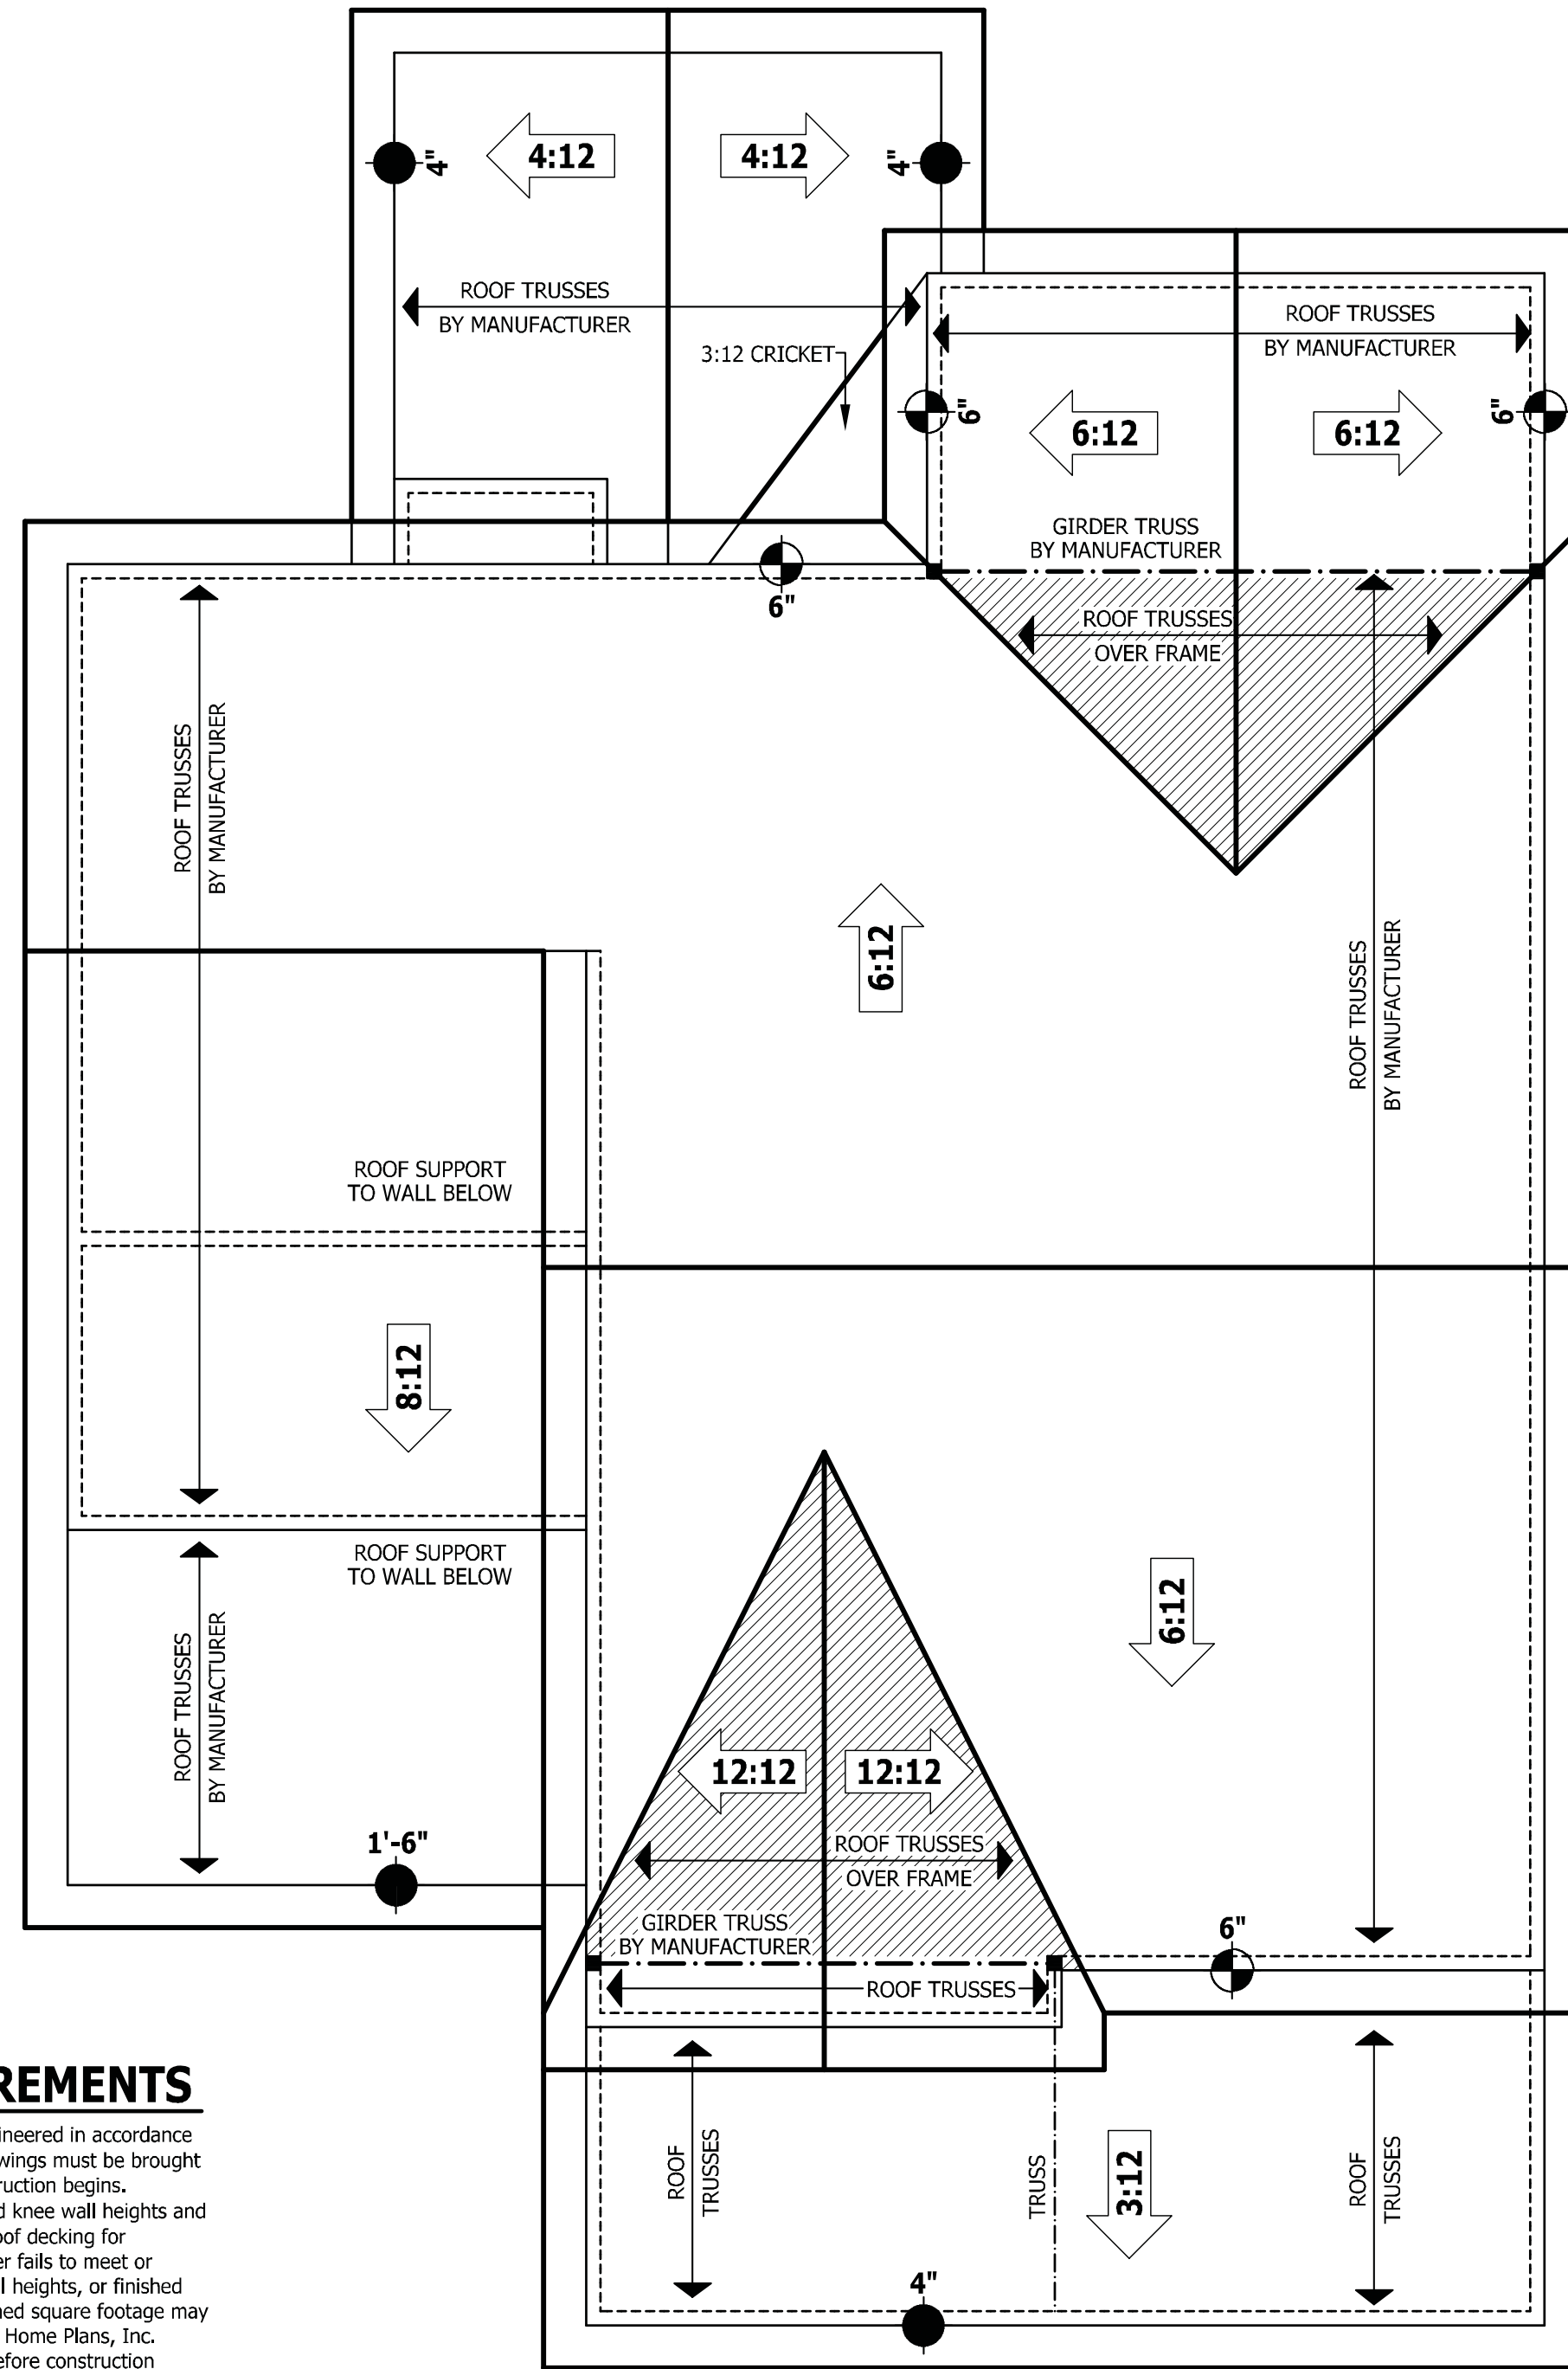 4:12
4:12
4"
4"
ROOF TRUSSES
BY MANUFACTURER
ROOF TRUSSES
BY MANUFACTURER
3:12 CRICKET
6"
6:12
6:12
6"
GIRDER TRUSS
BY MANUFACTURER
6"
ROOF TRUSSES
OVER FRAME
ROOF TRUSSES
BY MANUFACTURER
6:12
ROOF TRUSSES
BY MANUFACTURER
ROOF SUPPORT
TO WALL BELOW
8:12
ROOF SUPPORT
TO WALL BELOW
6:12
ROOF TRUSSES
BY MANUFACTURER
12:12
12:12
1'-6"
ROOF TRUSSES
OVER FRAME
GIRDER TRUSS
BY MANUFACTURER
6"
ROOF TRUSSES
ROOF
TRUSSES
TRUSS
3:12
ROOF
TRUSSES
4"
REMENTS
ineered in accordance
wings must be brought
ruction begins.
d knee wall heights and
oof decking for
er fails to meet or
l heights, or finished
ned square footage may
Home Plans, Inc.
efore construction